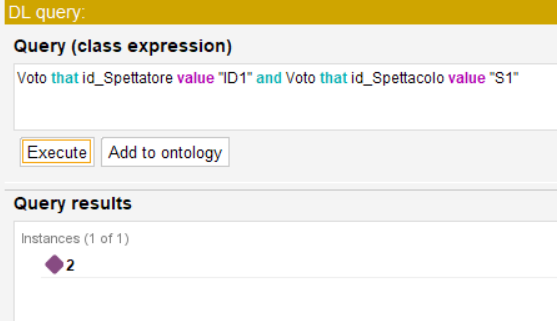 DL query:
Query (class expression)
Voto that id_Spettatore value "ID1" and Voto that id_Spettacolo value "S1"
Execute Add to ontology
Query results
Instances (1 of 1)
2